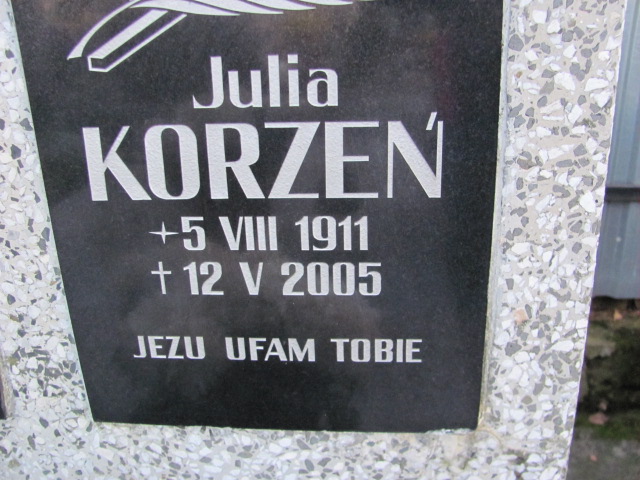 Julia
KORZEŃ
5 VIII 1911
† 12 V 2005
JEZU UFAM TOBIE